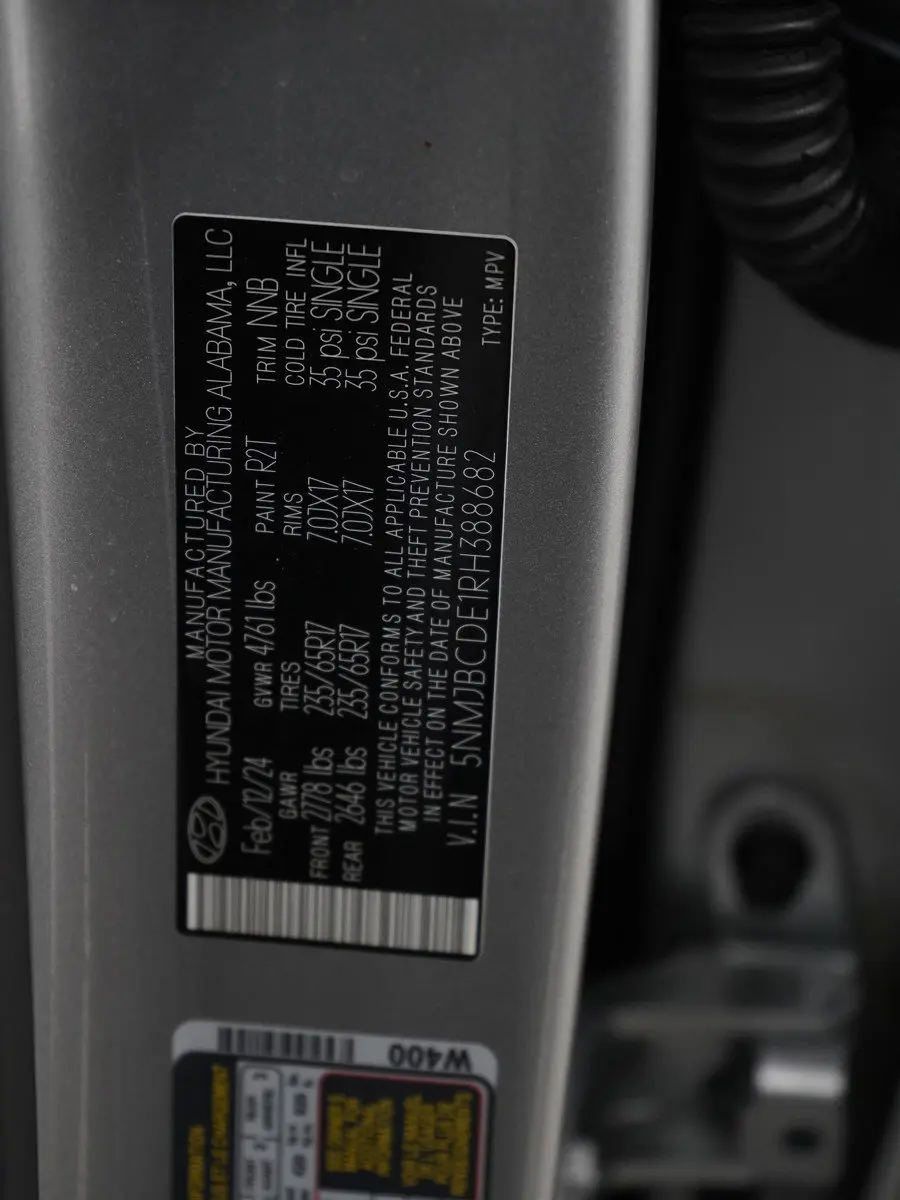 MANUFACTURED BY
HYUNDAI MOTOR MANUFACTURING ALABAMA, LLC
Feb/12/24 GVWR 4761 lbs PAINT R2T TRIM NNB
GAWR TIRES RIMS COLD TIRE INFL
FRONT 2778 lbs 235/65R17 7.0JX17 35 psi SINGLE
REAR 2646 lbs 235/65R17 7.0JX17 35 psi SINGLE
THIS VEHICLE CONFORMS TO ALL APPLICABLE U.S.A. FEDERAL
MOTOR VEHICLE SAFETY AND THEFT PREVENTION STANDARDS
IN EFFECT ON THE DATE OF MANUFACTURE SHOWN ABOVE
V.I.N 5NMJBCDE1RH388682
TYPE: MPV
W400